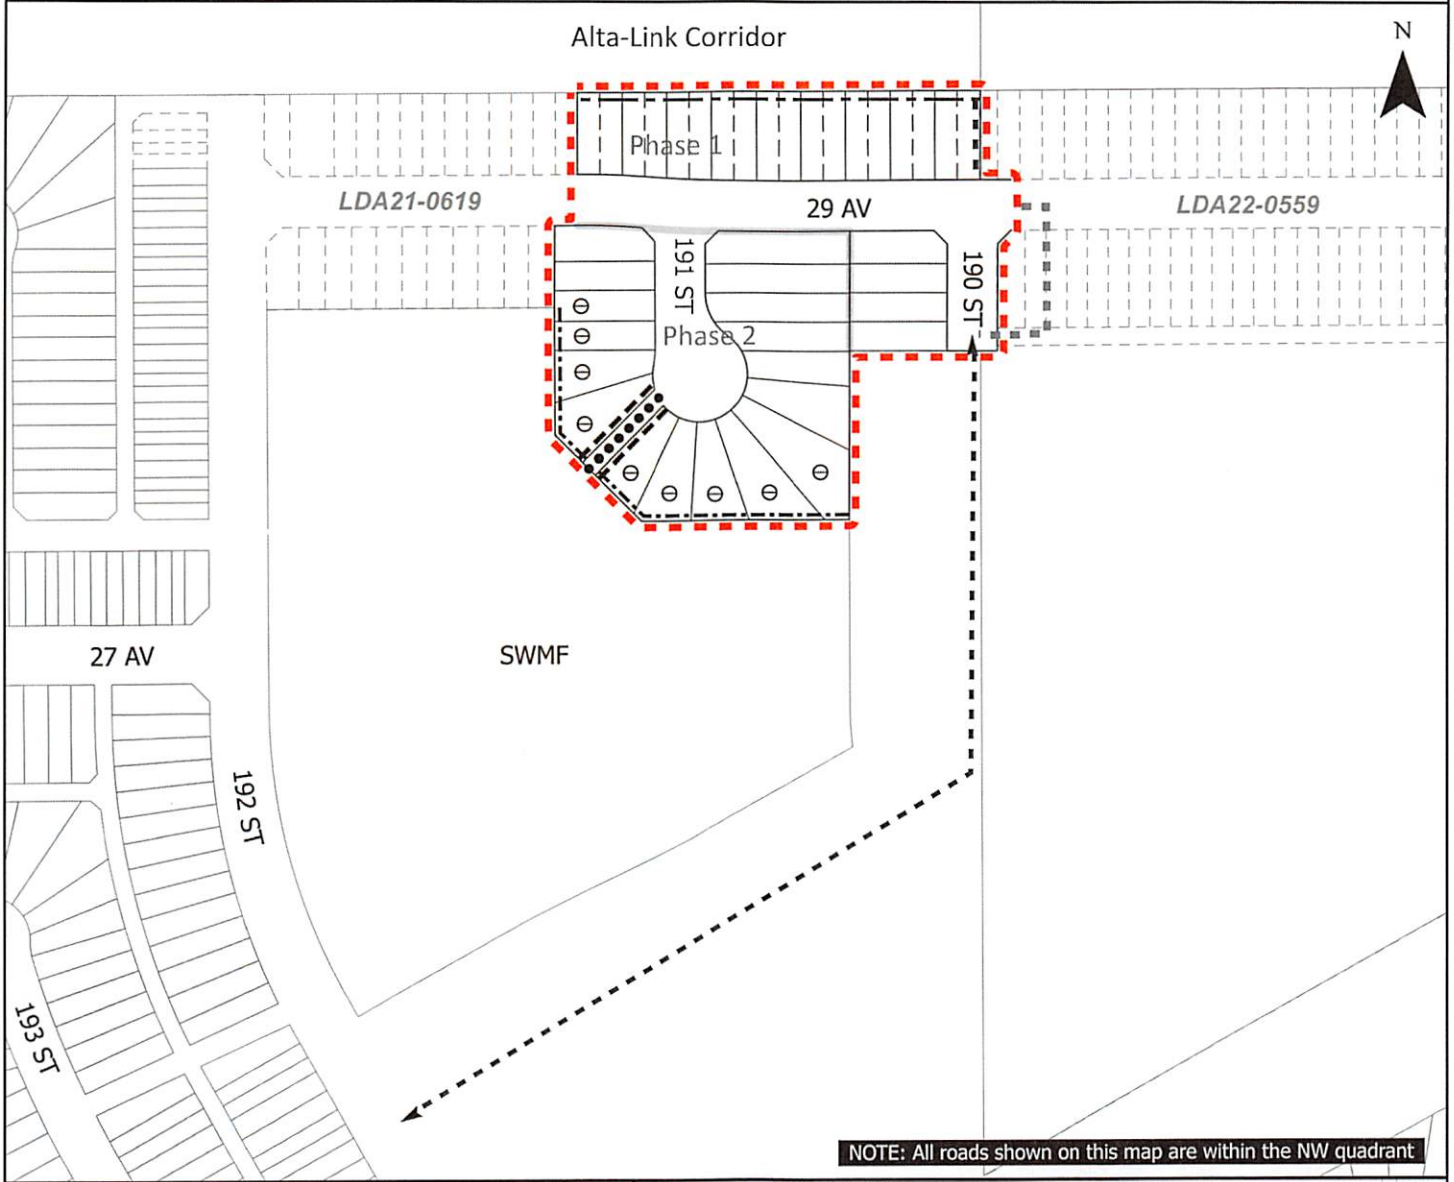 Alta-Link Corridor
N
Phase 1
LDA21-0619
29 AV
LDA22-0559
191 ST
190 ST
Phase 2
27 AV
SWMF
192 ST
193 ST
NOTE: All roads shown on this map are within the NW quadrant